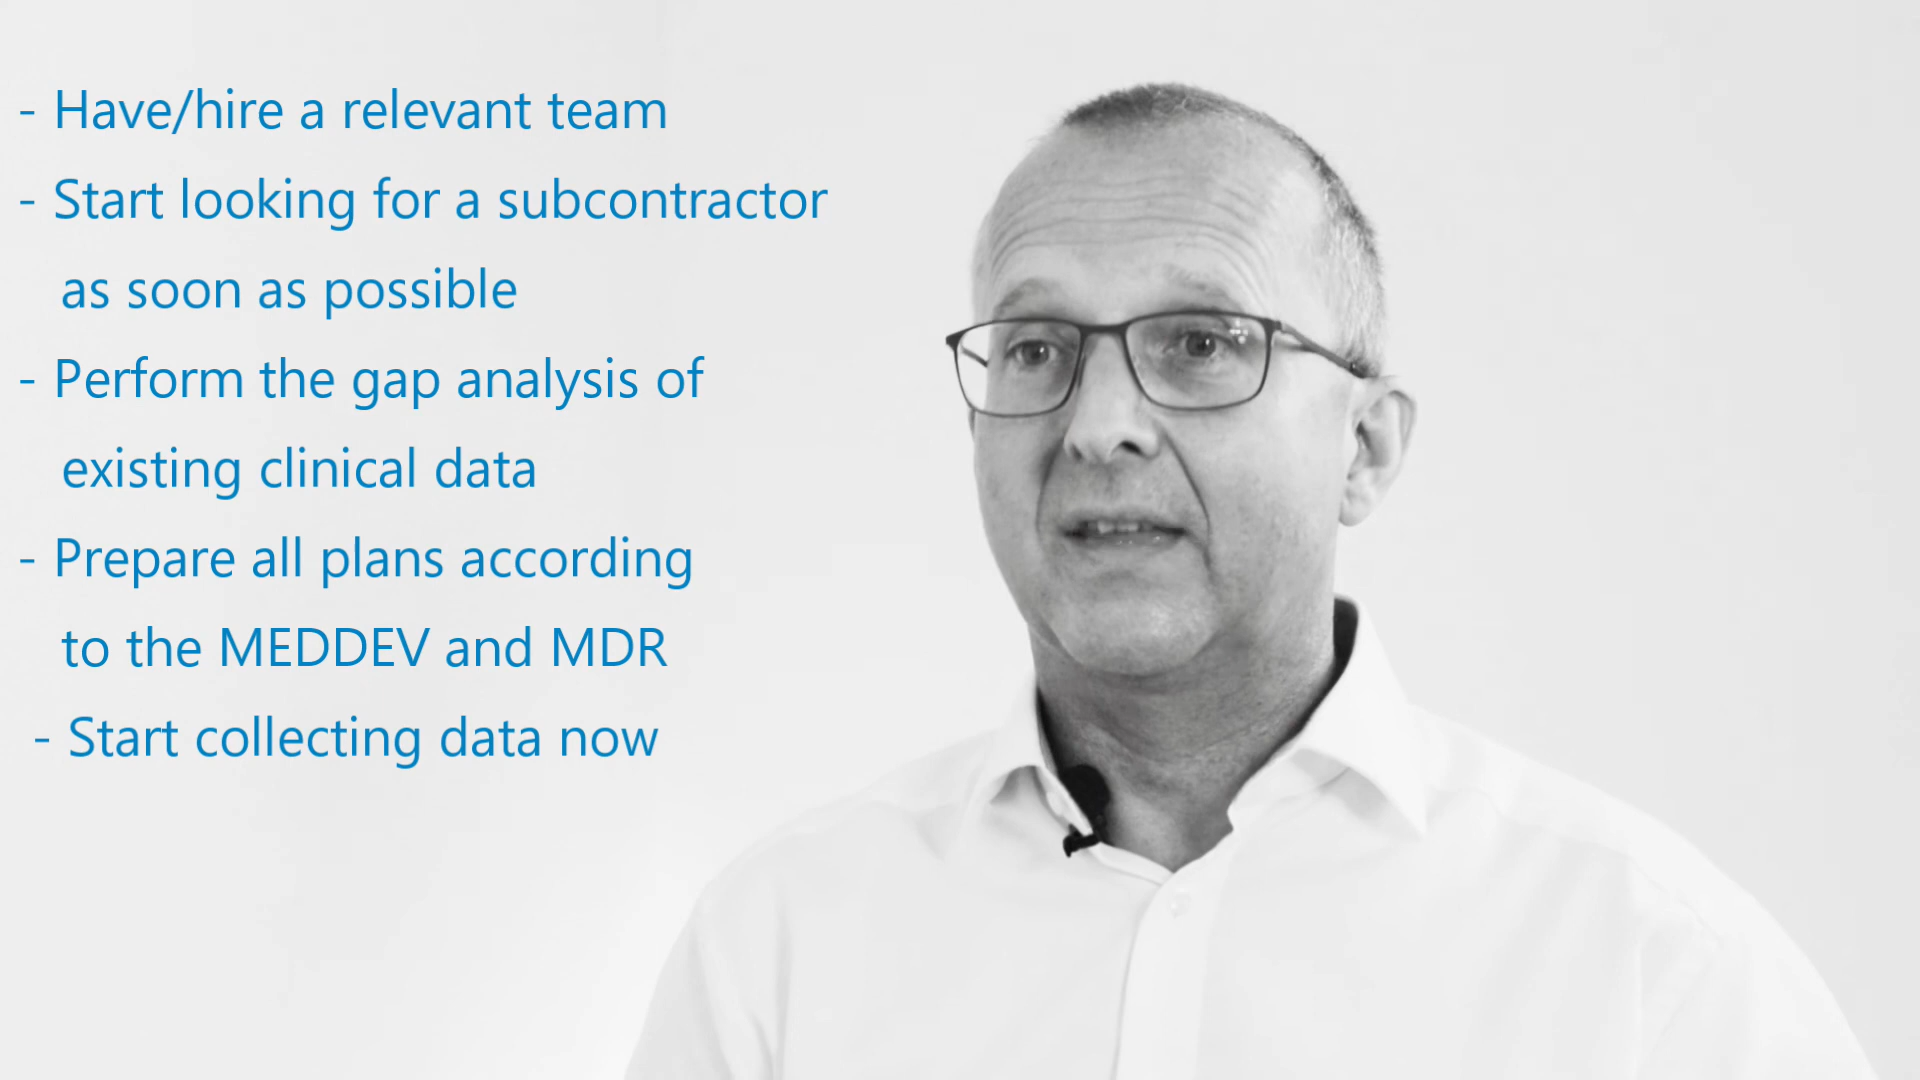 - Have/hire a relevant team
- Start looking for a subcontractor
as soon as possible
- Perform the gap analysis of
existing clinical data
- Prepare all plans according
to the MEDDEV and MDR
- Start collecting data now